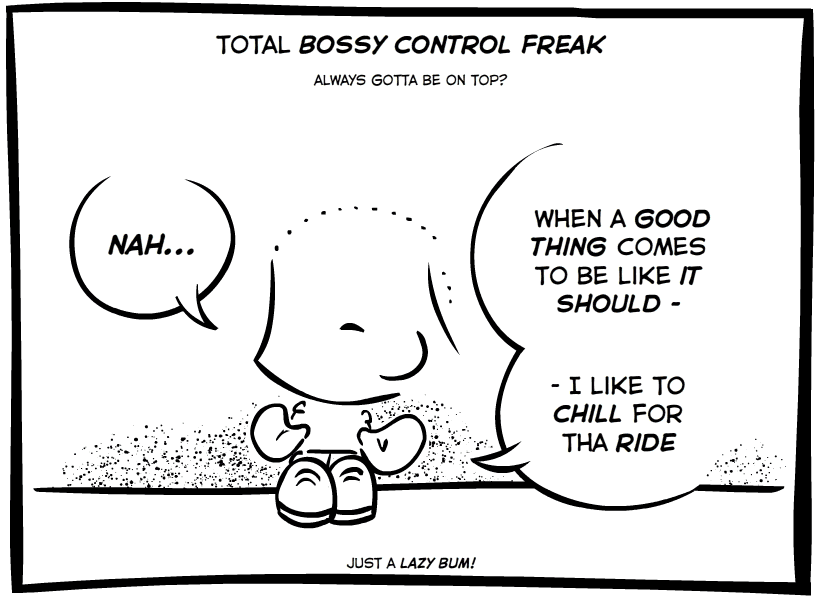 TOTAL BOSSY CONTROL FREAK
ALWAYS GOTTA BE ON TOP?
NAH...
WHEN A GOOD
THING COMES
TO BE LIKE IT
SHOULD -
- I LIKE TO
CHILL FOR
THA RIDE
JUST A LAZY BUM!